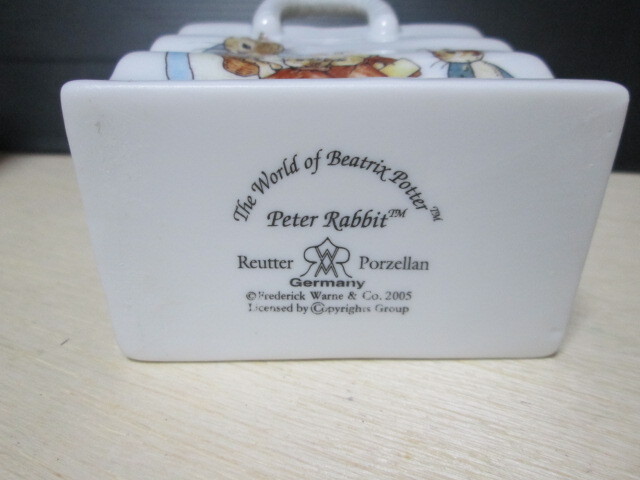 The World of Beatrix Potter™
Peter Rabbit™
Reutter Porzellan
Germany
© Frederick Warne & Co. 2005
Licensed by Copyrights Group